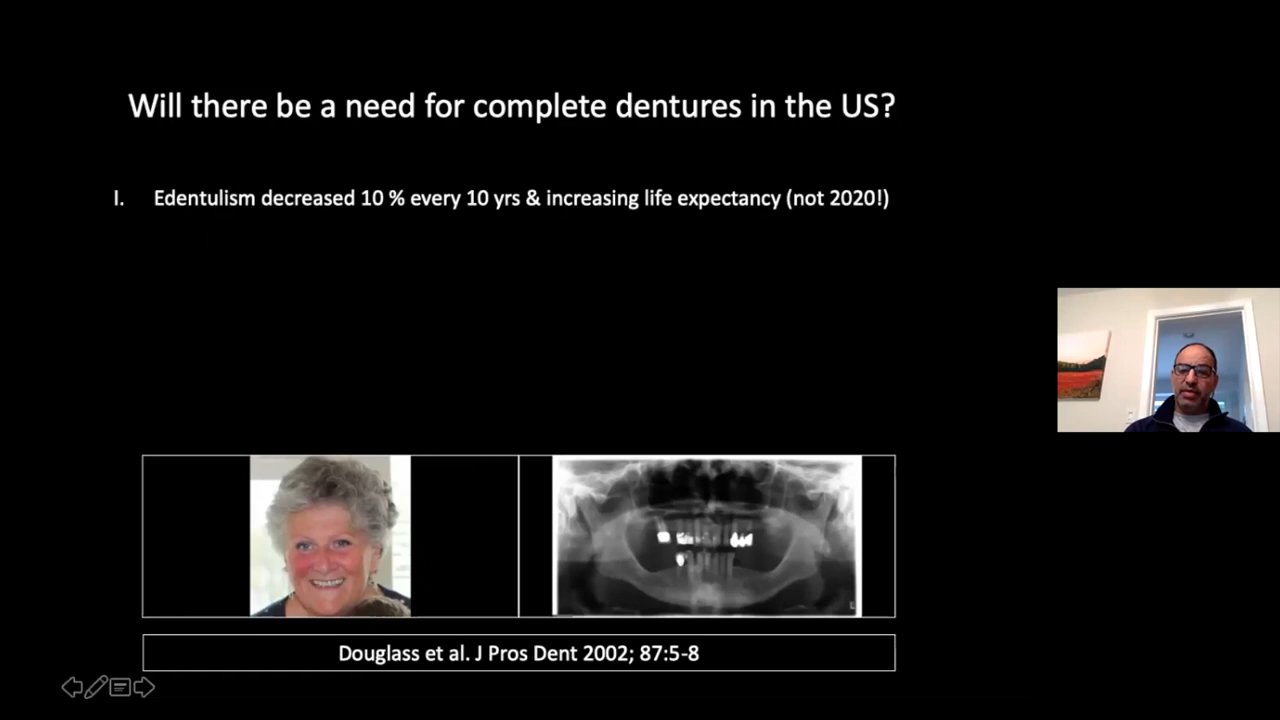 Will there be a need for complete dentures in the US?
I. Edentulism decreased 10 % every 10 yrs & increasing life expectancy (not 2020!)
L
Douglass et al. J Pros Dent 2002; 87:5-8